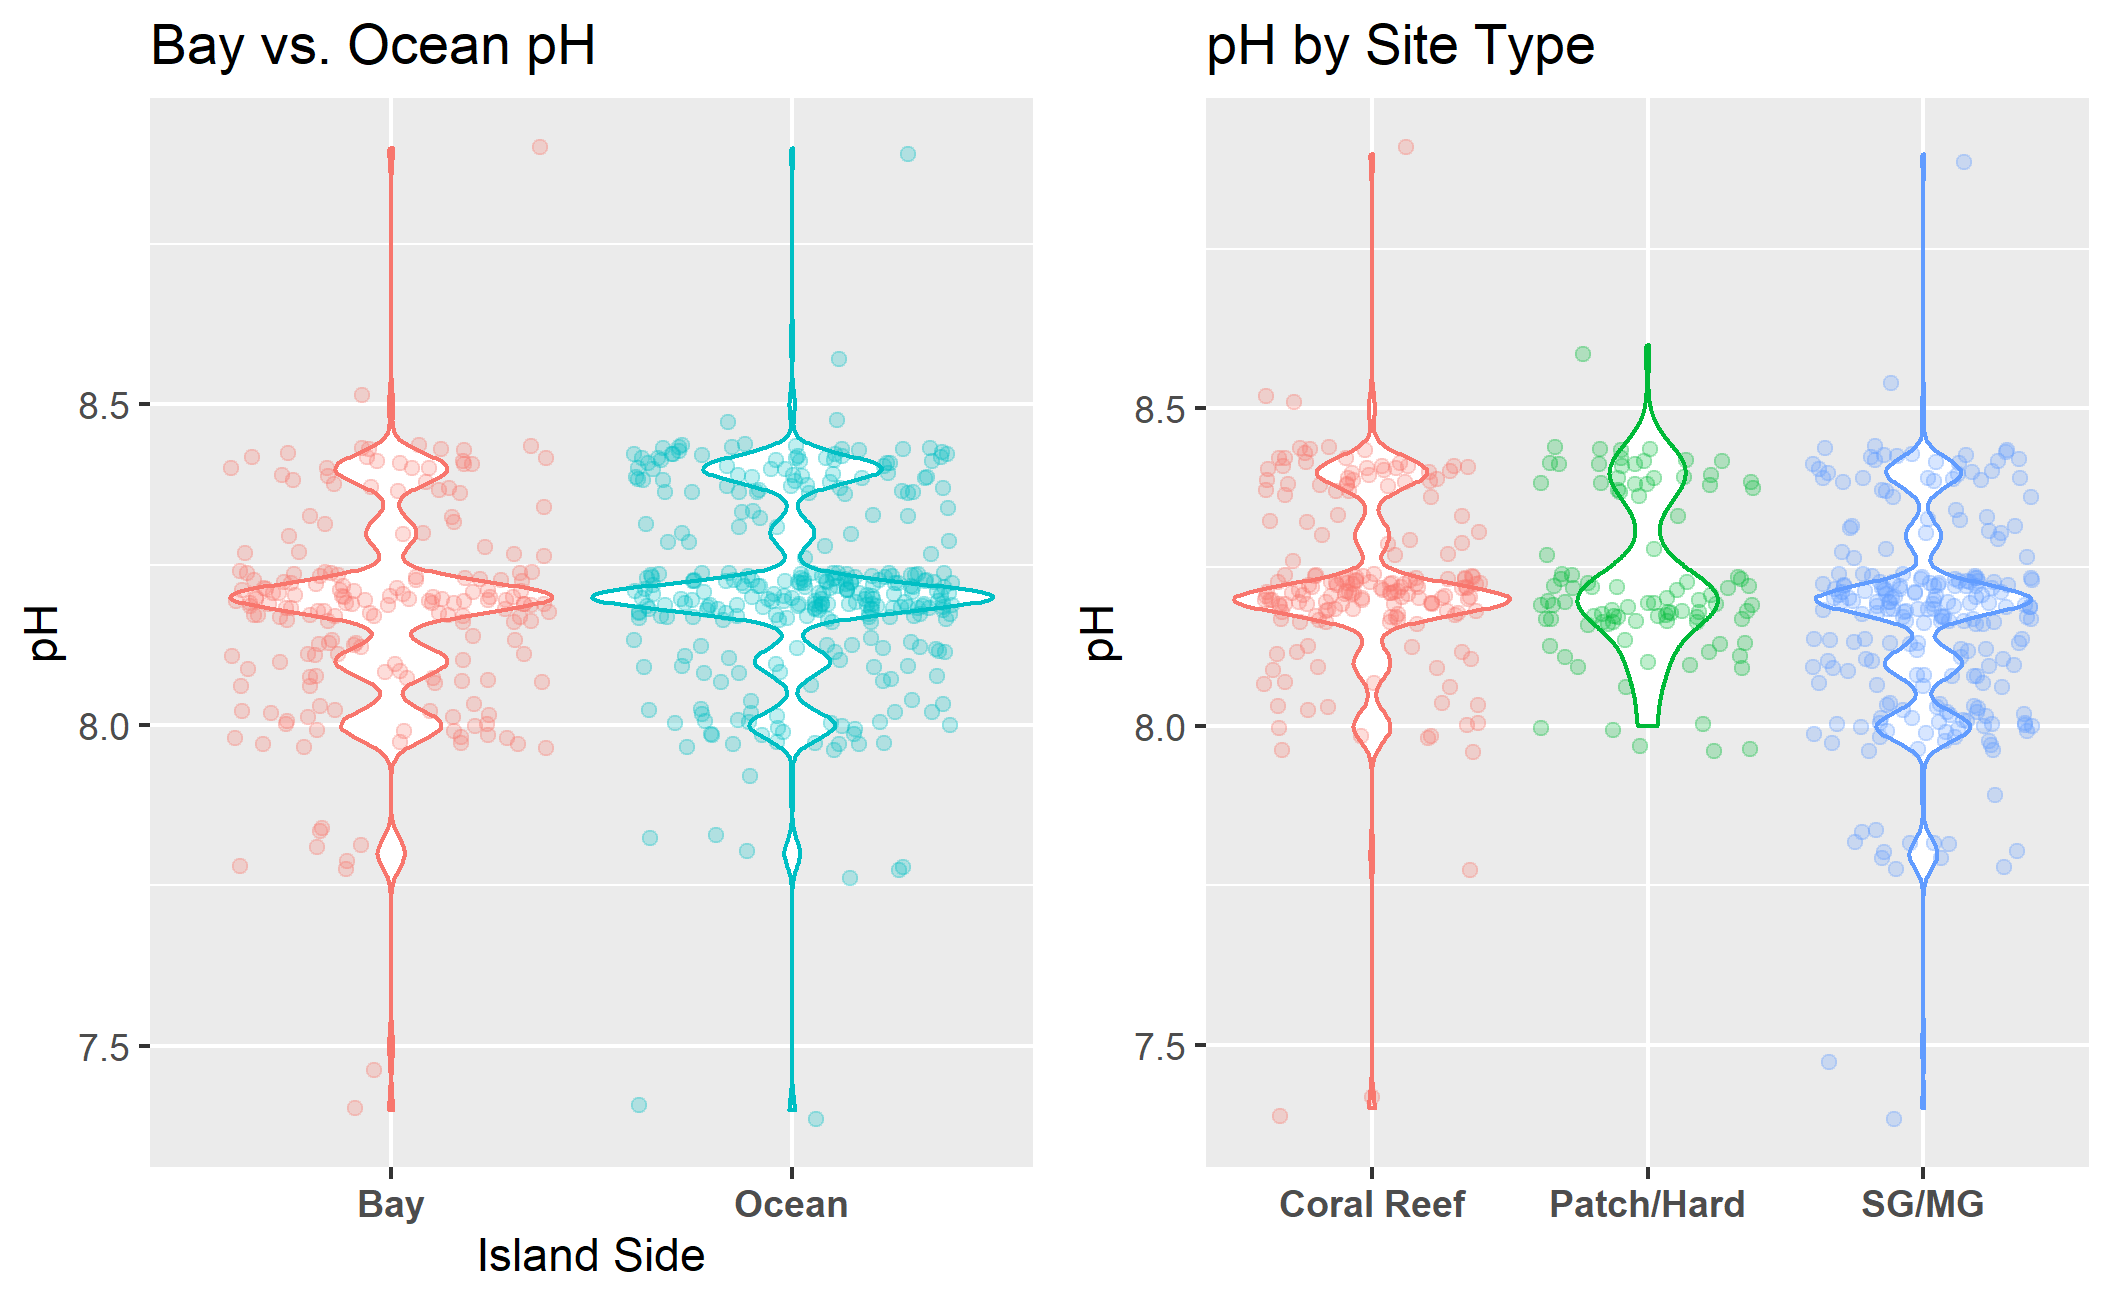 Bay vs. Ocean pH
pH
8.5
8.0
7.5
Bay
Ocean
Island Side
pH by Site Type
pH
8.5
8.0
7.5
Coral Reef
Patch/Hard
SG/MG